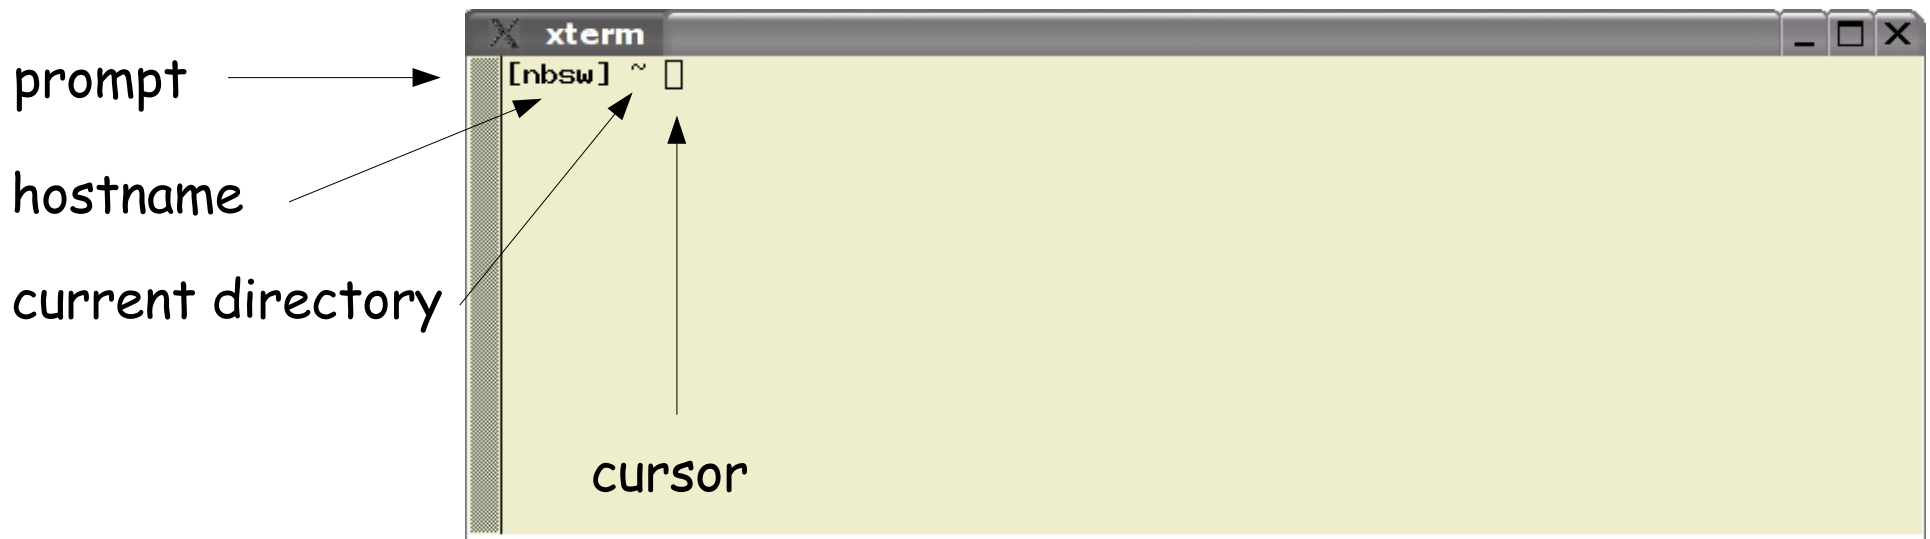 xterm
prompt
[nbsw] ~
hostname
current directory
cursor